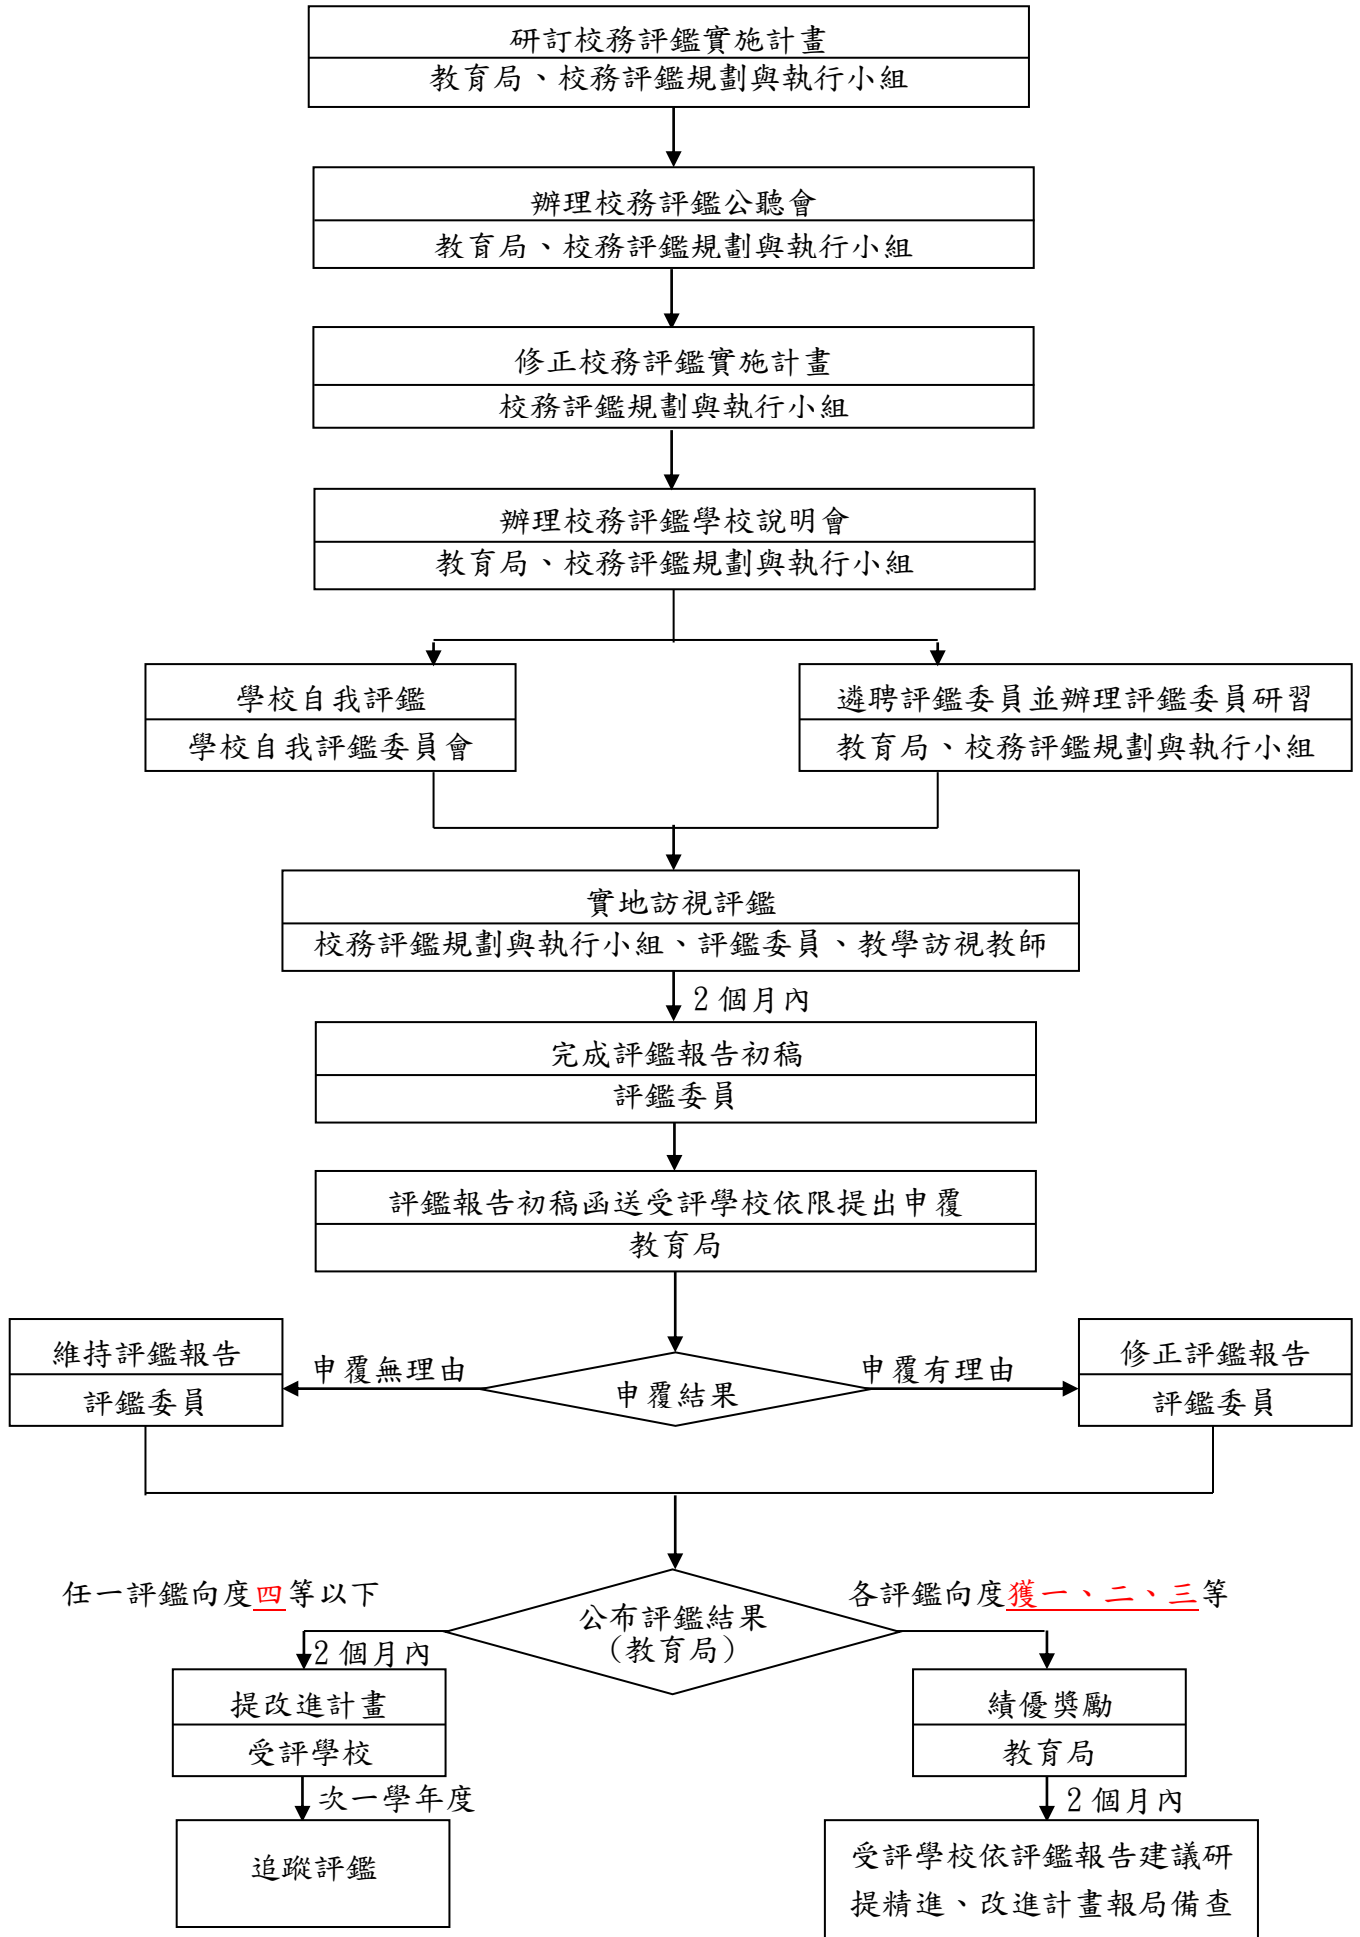 研訂校務評鑑實施計畫
教育局、校務評鑑規劃與執行小組
辦理校務評鑑公聽會
教育局、校務評鑑規劃與執行小組
修正校務評鑑實施計畫
校務評鑑規劃與執行小組
辦理校務評鑑學校說明會
教育局、校務評鑑規劃與執行小組
學校自我評鑑
學校自我評鑑委員會
遴聘評鑑委員並辦理評鑑委員研習
教育局、校務評鑑規劃與執行小組
實地訪視評鑑
校務評鑑規劃與執行小組、評鑑委員、教學訪視教師
2個月內
完成評鑑報告初稿
評鑑委員
評鑑報告初稿函送受評學校依限提出申覆
教育局
維持評鑑報告
評鑑委員
申覆無理由
申覆結果
申覆有理由
修正評鑑報告
評鑑委員
任一評鑑向度四等以下
公布評鑑結果
（教育局）
各評鑑向度獲一、二、三等
2個月內
提改進計畫
受評學校
次一學年度
追蹤評鑑
績優獎勵
教育局
2個月內
受評學校依評鑑報告建議研
提精進、改進計畫報局備查